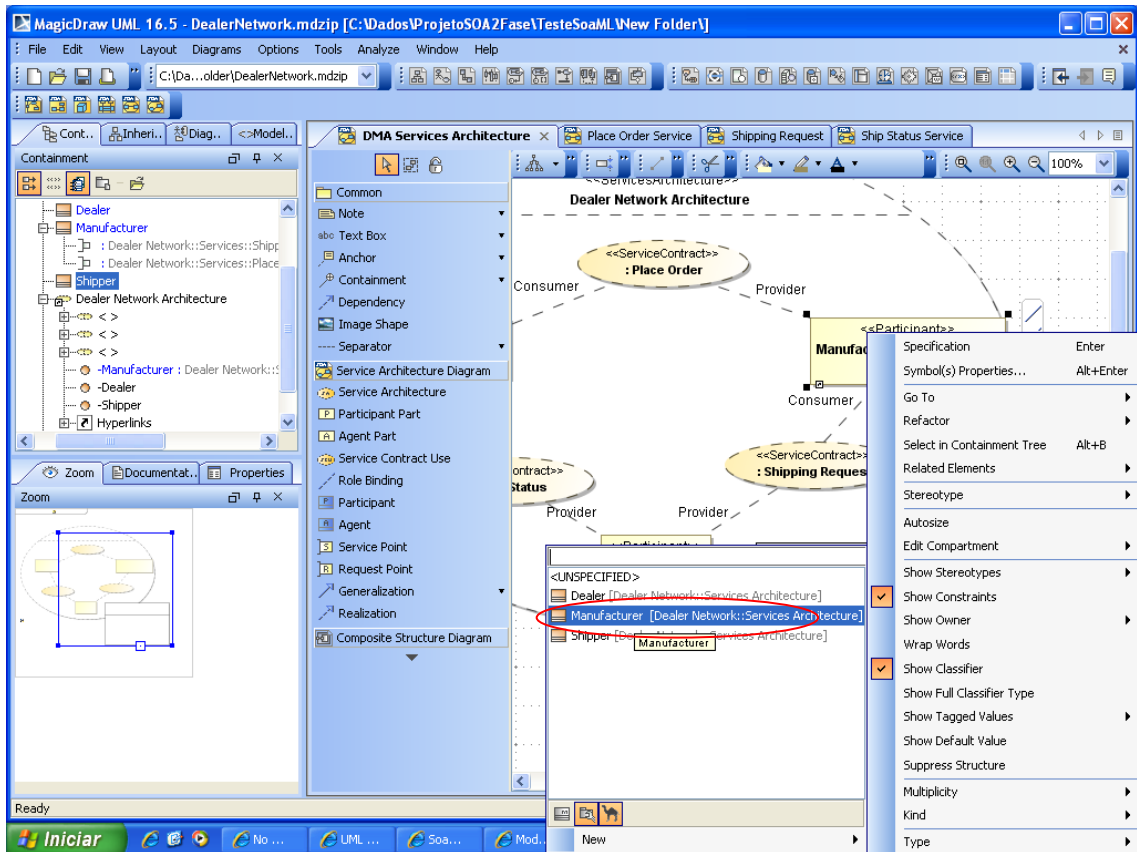 MagicDraw UML 16.5 - DealerNetwork.mdzip [C:\Dados\ProjetoSOA2Fase\TesteSoaML\New Folder\]
File Edit View Layout Diagrams Options Tools Analyze Window Help
C:\Da...older\DealerNetwork.mdzip
Cont.. Inheri.. Diag.. <>Model..
DMA Services Architecture Place Order Service Shipping Request Ship Status Service
Containment
100%
Dealer
Manufacturer
: Dealer Network::Services::Shipp
: Dealer Network::Services::Place
Shipper
Dealer Network Architecture
< >
< >
< >
-Manufacturer : Dealer Network::S
-Dealer
-Shipper
Hyperlinks
Zoom Documentat.. Properties
Zoom
Common
Note
abc Text Box
Anchor
Containment
Dependency
Image Shape
Separator
Service Architecture Diagram
Service Architecture
Participant Part
Agent Part
Service Contract Use
Role Binding
Participant
Agent
Service Point
Request Point
Generalization
Realization
Composite Structure Diagram
<<ServicesArchitecture>>
Dealer Network Architecture
<<ServiceContract>>
: Place Order
Consumer
Provider
<<Participant>>
Manufac
Consumer
<<ServiceContract>>
: Shipping Reques
ontract>>
Status
Provider
Provider
<UNSPECIFIED>
Dealer [Dealer Network::Services Architecture]
Manufacturer [Dealer Network::Services Architecture]
Shipper [Dealer Network::Services Architecture]
Manufacturer
New
Specification Enter
Symbol(s) Properties... Alt+Enter
Go To
Refactor
Select in Containment Tree Alt+B
Related Elements
Stereotype
Autosize
Edit Compartment
Show Stereotypes
Show Constraints
Show Owner
Wrap Words
Show Classifier
Show Full Classifier Type
Show Tagged Values
Show Default Value
Suppress Structure
Multiplicity
Kind
Type
Ready
Iniciar No ... UML ... Soa... Mod..